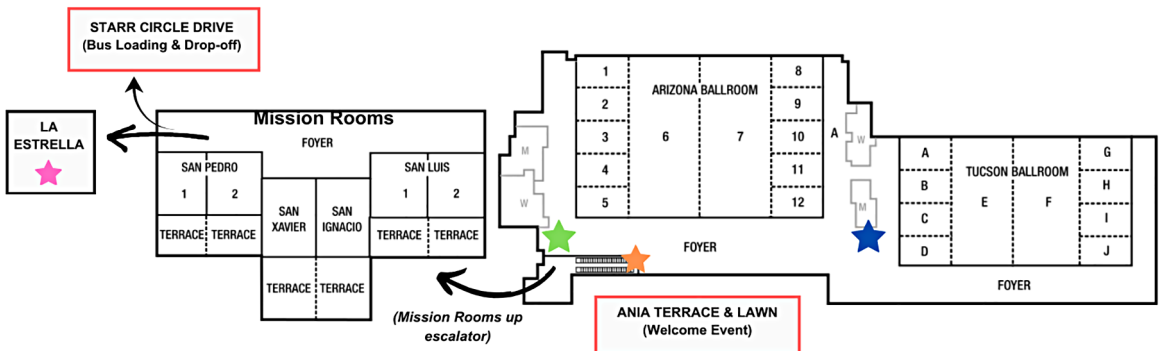 STARR CIRCLE DRIVE
(Bus Loading & Drop-off)
LA
ESTRELLA
Mission Rooms
FOYER
SAN PEDRO
1 2
TERRACE TERRACE
SAN
XAVIER
TERRACE
SAN
IGNACIO
TERRACE
SAN LUIS
1 2
TERRACE TERRACE
(Mission Rooms up
escalator)
M
W
1
2
3
4
5
ARIZONA BALLROOM
6 7
8
9
10
11
12
A
W
M
FOYER
ANIA TERRACE & LAWN
(Welcome Event)
A
B
C
D
TUCSON BALLROOM
E F
G
H
I
J
FOYER